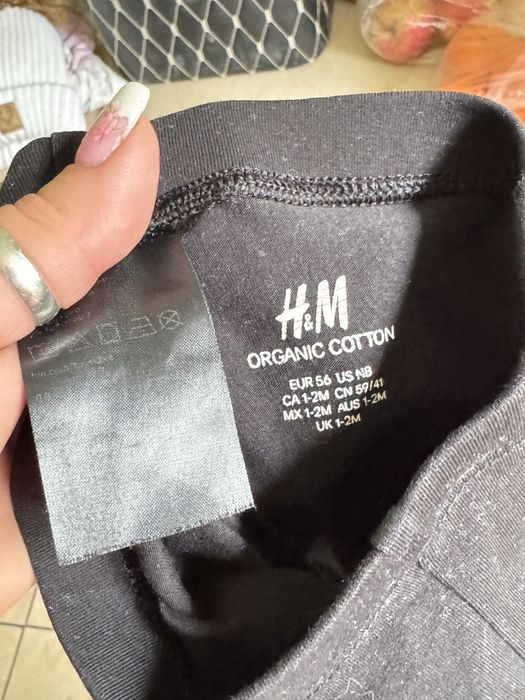 H&M
ORGANIC COTTON
EUR 56 US NB
CA 1-2M CN 59/41
MX 1-2M AUS 1-2M
UK 1-2M